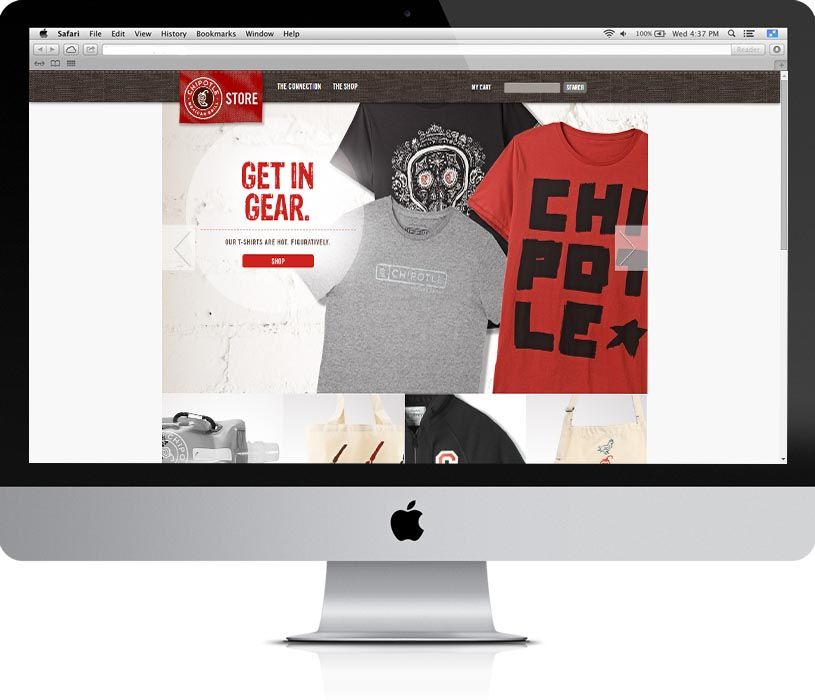 Safari File Edit View History Bookmarks Window Help
100% Wed 4:37 PM
Reader
CHIPOTLE
MEXICAN GRILL
STORE
THE CONNECTION THE SHOP
MY CART
SEARCH
GET IN
GEAR.
OUR T-SHIRTS ARE HOT. FIGURATIVELY.
SHOP
CHIPOTLE
CHI
POT
LE
CHIPOTLE